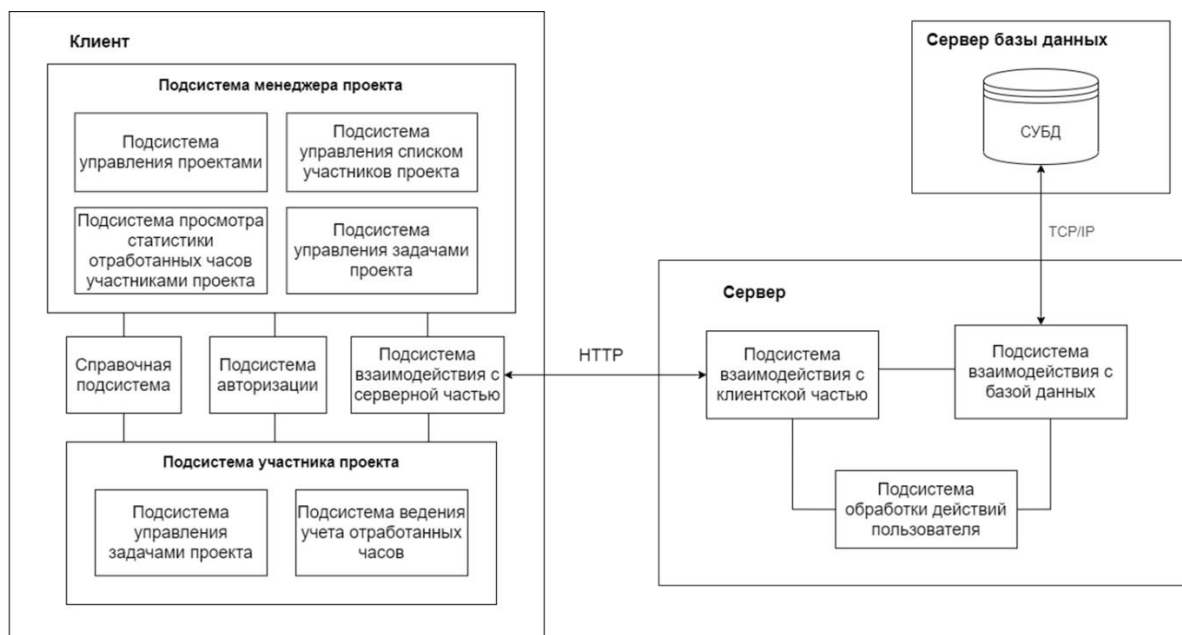 Клиент
Подсистема менеджера проекта
Подсистема
управления проектами
Подсистема
управления списком
участников проекта
Подсистема просмотра
статистики
отработанных часов
участниками проекта
Подсистема
управления задачами
проекта
Справочная
подсистема
Подсистема
авторизации
Подсистема
взаимодействия с
серверной частью
Подсистема участника проекта
Подсистема
управления
задачами проекта
Подсистема ведения
учета отработанных
часов
HTTP
Сервер базы данных
СУБД
TCP/IP
Сервер
Подсистема
взаимодействия с
клиентской частью
Подсистема
взаимодействия с
базой данных
Подсистема
обработки действий
пользователя